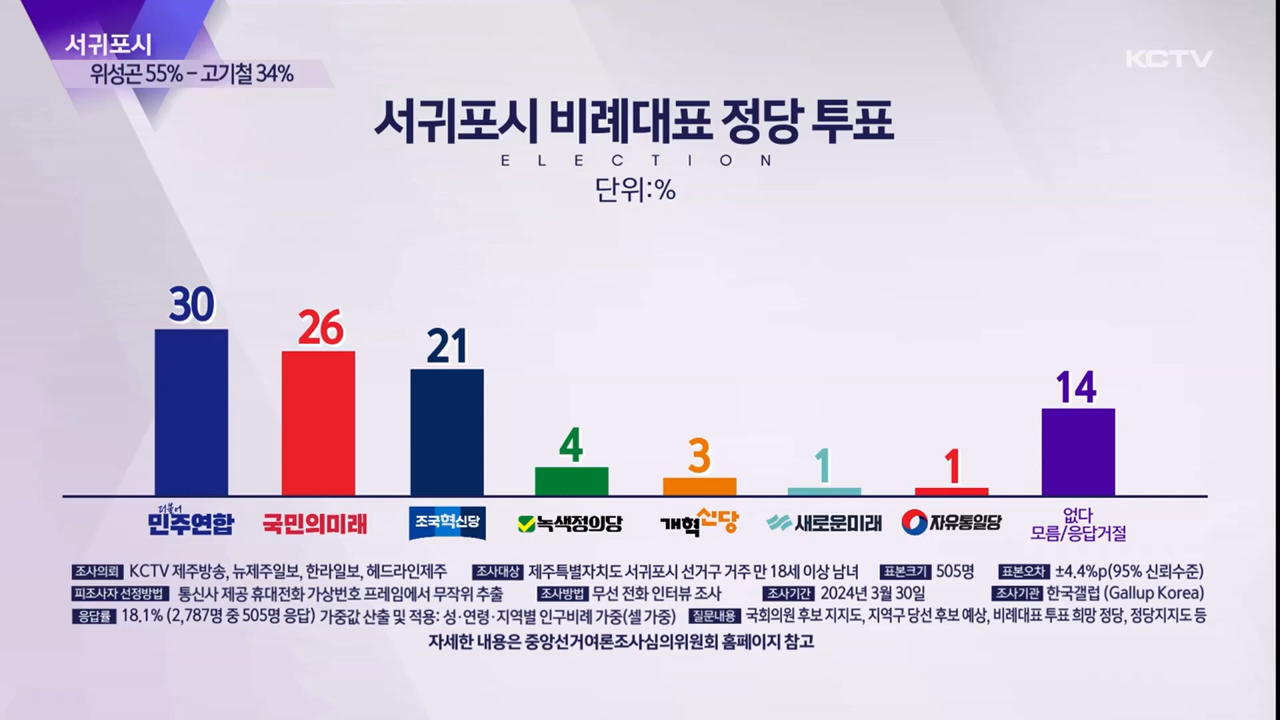 서귀포시
위성곤 55% – 고기철 34%
KCTV
서귀포시 비례대표 정당 투표
ELECTION
단위:%
30 26 21 4 3 1 1 14
더불어
민주연합 국민의미래 조국혁신당 녹색정의당 개혁신당 새로운미래 자유통일당 없다
모름/응답거절
조사의뢰 KCTV 제주방송, 뉴제주일보, 한라일보, 헤드라인제주 조사대상 제주특별자치도 서귀포시 선거구 거주 만 18세 이상 남녀 표본크기 505명 표본오차 ±4.4%p(95% 신뢰수준)
피조사자 선정방법 통신사 제공 휴대전화 가상번호 프레임에서 무작위 추출 조사방법 무선 전화 인터뷰 조사 조사기간 2024년 3월 30일 조사기관 한국갤럽 (Gallup Korea)
응답률 18.1% (2,787명 중 505명 응답) 가중값 산출 및 적용: 성·연령·지역별 인구비례 가중(셀 가중) 질문내용 국회의원 후보 지지도, 지역구 당선 후보 예상, 비례대표 투표 희망 정당, 정당지지도 등
자세한 내용은 중앙선거여론조사심의위원회 홈페이지 참고